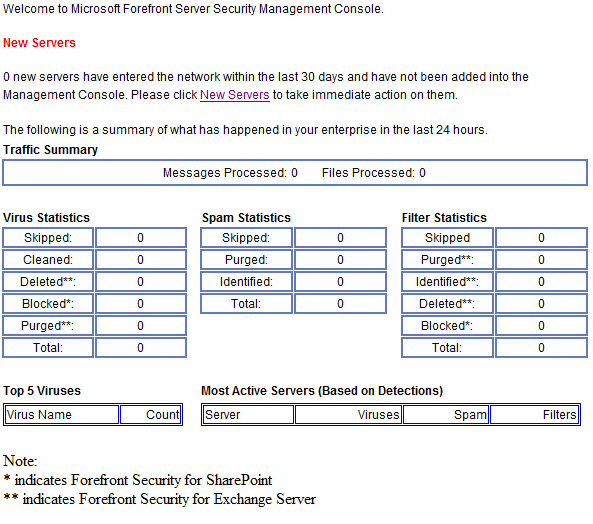 Welcome to Microsoft Forefront Server Security Management Console.
New Servers
0 new servers have entered the network within the last 30 days and have not been added into the
Management Console. Please click New Servers to take immediate action on them.
The following is a summary of what has happened in your enterprise in the last 24 hours.
Traffic Summary
Messages Processed: 0 Files Processed: 0
Virus Statistics Spam Statistics Filter Statistics
Skipped: 0 Skipped: 0 Skipped 0
Cleaned: 0 Purged: 0 Purged**: 0
Deleted**: 0 Identified: 0 Identified**: 0
Blocked*: 0 Total: 0 Deleted**: 0
Purged**: 0 Blocked*: 0
Total: 0 Total: 0
Top 5 Viruses Most Active Servers (Based on Detections)
Virus Name Count Server Viruses Spam Filters
Note:
* indicates Forefront Security for SharePoint
** indicates Forefront Security for Exchange Server